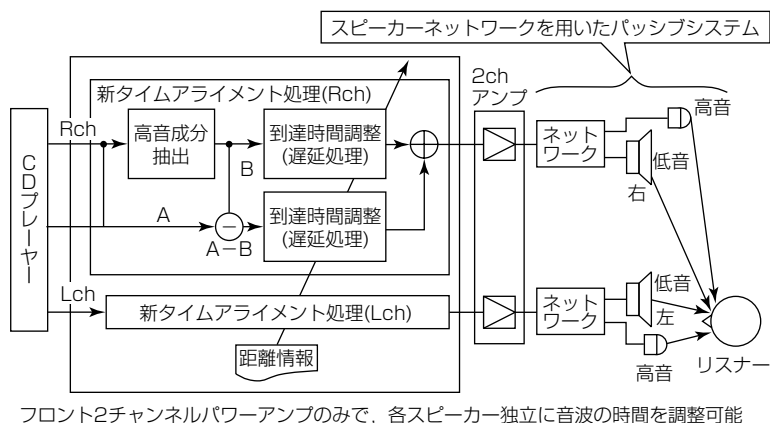 スピーカーネットワークを用いたパッシブシステム
新タイムアライメント処理(Rch)
2ch
アンプ
高音
Rch
高音成分
抽出
到達時間調整
(遅延処理)
ネット
ワーク
低音
B
右
CDプレーヤー
A
到達時間調整
(遅延処理)
A－B
Lch
新タイムアライメント処理(Lch)
ネット
ワーク
低音
左
距離情報
高音
リスナー
フロント2チャンネルパワーアンプのみで，各スピーカー独立に音波の時間を調整可能